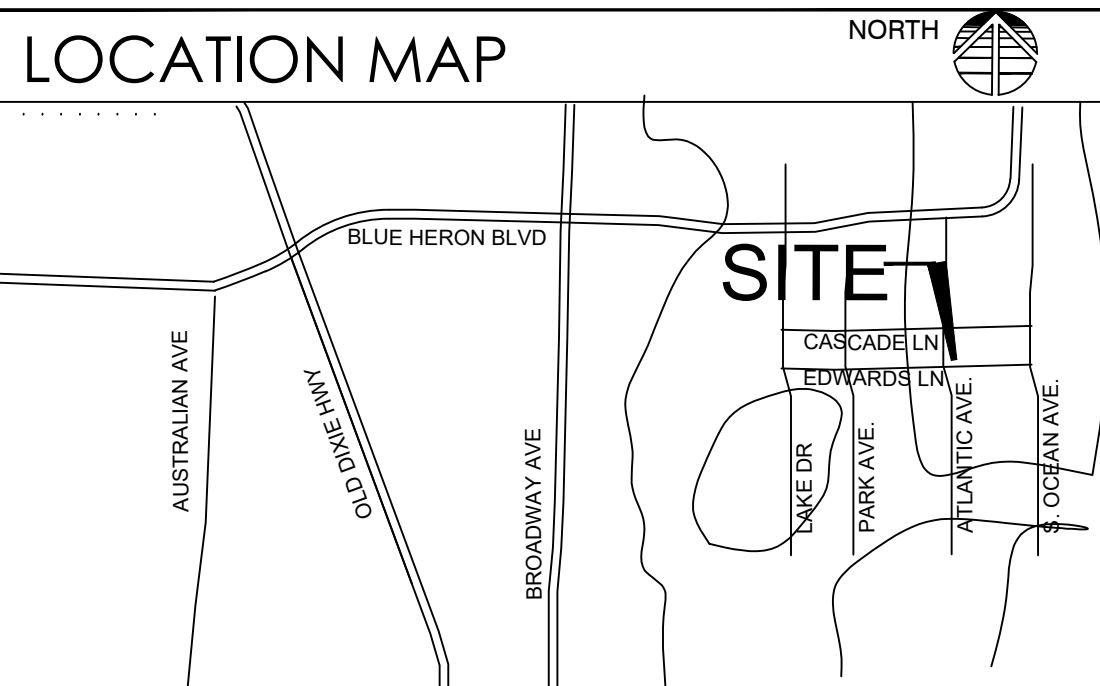 LOCATION MAP
NORTH
BLUE HERON BLVD
SITE
CASCADE LN
EDWARDS LN
AUSTRALIAN AVE
OLD DIXIE HWY
BROADWAY AVE
LAKE DR
PARK AVE.
ATLANTIC AVE.
S. OCEAN AVE.